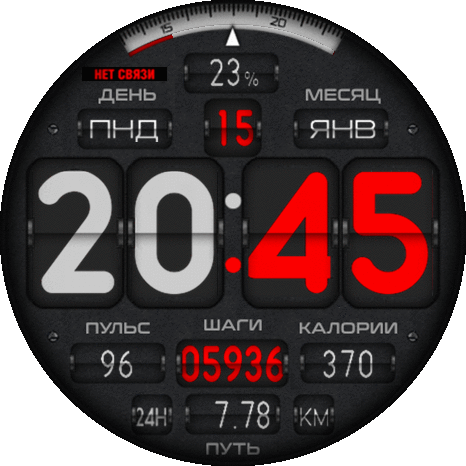 15 20
НЕТ СВЯЗИ
23%
ДЕНЬ МЕСЯЦ
ПНД 15 ЯНВ
20:45
ПУЛЬС ШАГИ КАЛОРИИ
96 05936 370
24H 7.78 КМ
ПУТЬ